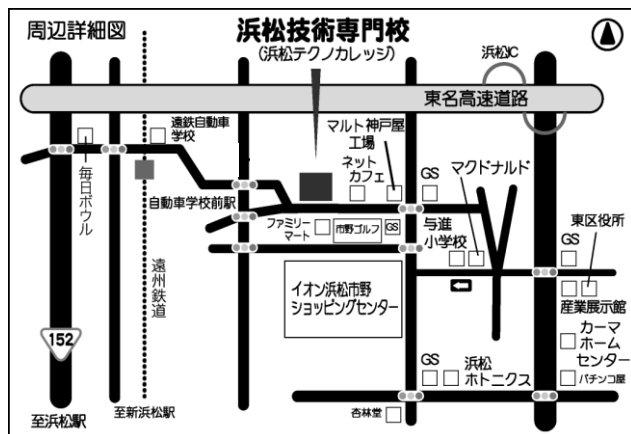 周辺詳細図
浜松技術専門校
(浜松テクノカレッジ)
浜松IC
東名高速道路
遠鉄自動車
学校
マルト神戸屋
工場
ネット
カフェ
GS
マクドナルド
毎日ボウル
自動車学校前駅
ファミリー
マート
市野ゴルフ
GS
与進
小学校
GS
東区役所
遠州鉄道
イオン浜松市野
ショッピングセンター
産業展示館
カーマ
ホーム
センター
152
GS
浜松
ホトニクス
パチンコ屋
至浜松駅
至新浜松駅
杏林堂